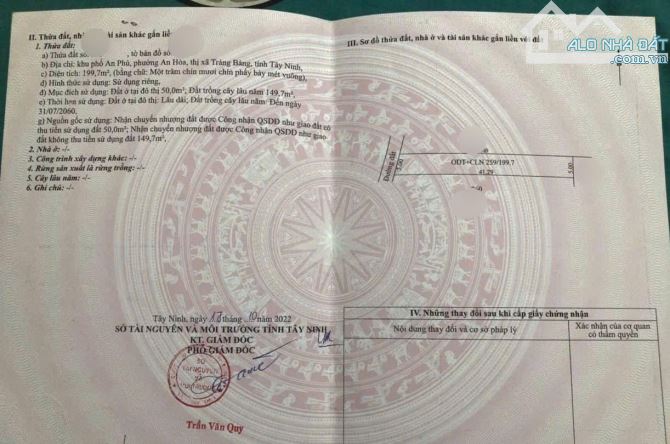 II. Thửa đất, nh sản khác gắn liề
1. Thửa đất:
a) Thửa đất số: , tờ bản đồ số:
b) Địa chỉ: khu phố An Phú, phường An Hòa, thị xã Trảng Bàng, tỉnh Tây Ninh,
c) Diện tích: 199,7m², (bằng chữ: Một trăm chín mươi chín phẩy bảy mét vuông),
d) Hình thức sử dụng: Sử dụng riêng,
đ) Mục đích sử dụng: Đất ở tại đô thị 50,0m²; Đất trồng cây lâu năm 149,7m²,
e) Thời hạn sử dụng: Đất ở tại đô thị: Lâu dài; Đất trồng cây lâu năm: Đến ngày
31/07/2060,
g) Nguồn gốc sử dụng: Nhận chuyển nhượng đất được Công nhận QSDĐ như giao đất có
thu tiền sử dụng đất 50,0m²; Nhận chuyển nhượng đất được Công nhận QSDĐ như giao
đất không thu tiền sử dụng đất 149,7m²,
2. Nhà ở: -/-
3. Công trình xây dựng khác: -/-
4. Rừng sản xuất là rừng trồng: -/-
5. Cây lâu năm: -/-
6. Ghi chú: -/-
Tây Ninh, ngày 13 tháng 10 năm 2022
SỞ TÀI NGUYÊN VÀ MÔI TRƯỜNG TỈNH TÂY NINH
KT. GIÁM ĐỐC
PHÓ GIÁM ĐỐC
SỞ
TÀI NGUYÊN
VÀ
MÔI TRƯỜNG
Trần Văn Quy
ALO NHÀ ĐẤT
.com.vn
III. Sơ đồ thửa đất, nhà ở và tài sản khác gắn liền với đất
Đường đất
5.00
ODT+CLN 259/199.7
41.29
5.00
IV. Những thay đổi sau khi cấp giấy chứng nhận
Nội dung thay đổi và cơ sở pháp lý
Xác nhận của cơ quan
có thẩm quyền